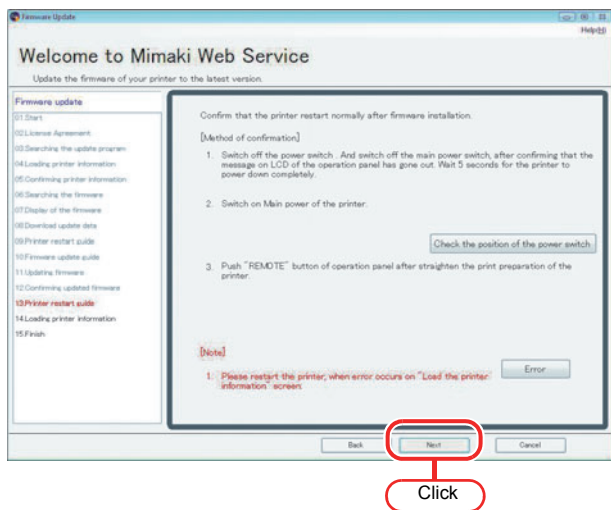 Firmware Update
Help(H)
Welcome to Mimaki Web Service
Update the firmware of your printer to the latest version.
Firmware update
01.Start
02.License Agreement
03.Searching the update program
04.Loading printer information
05.Confirming printer information
06.Searching the firmware
07.Display of the firmware
08.Download update data
09.Printer restart guide
10.Firmware update guide
11.Updating firmware
12.Confirming updated firmware
13.Printer restart guide
14.Loading printer information
15.Finish
Confirm that the printer restart normally after firmware installation.
[Method of confirmation]
1. Switch off the power switch . And switch off the main power switch, after confirming that the
message on LCD of the operation panel has gone out. Wait 5 seconds for the printer to
power down completely.
2. Switch on Main power of the printer.
Check the position of the power switch
3. Push "REMOTE" button of operation panel after straighten the print preparation of the
printer.
[Note]
1. Please restart the printer, when error occurs on "Load the printer
information" screen.
Error
Back
Next
Cancel
Click